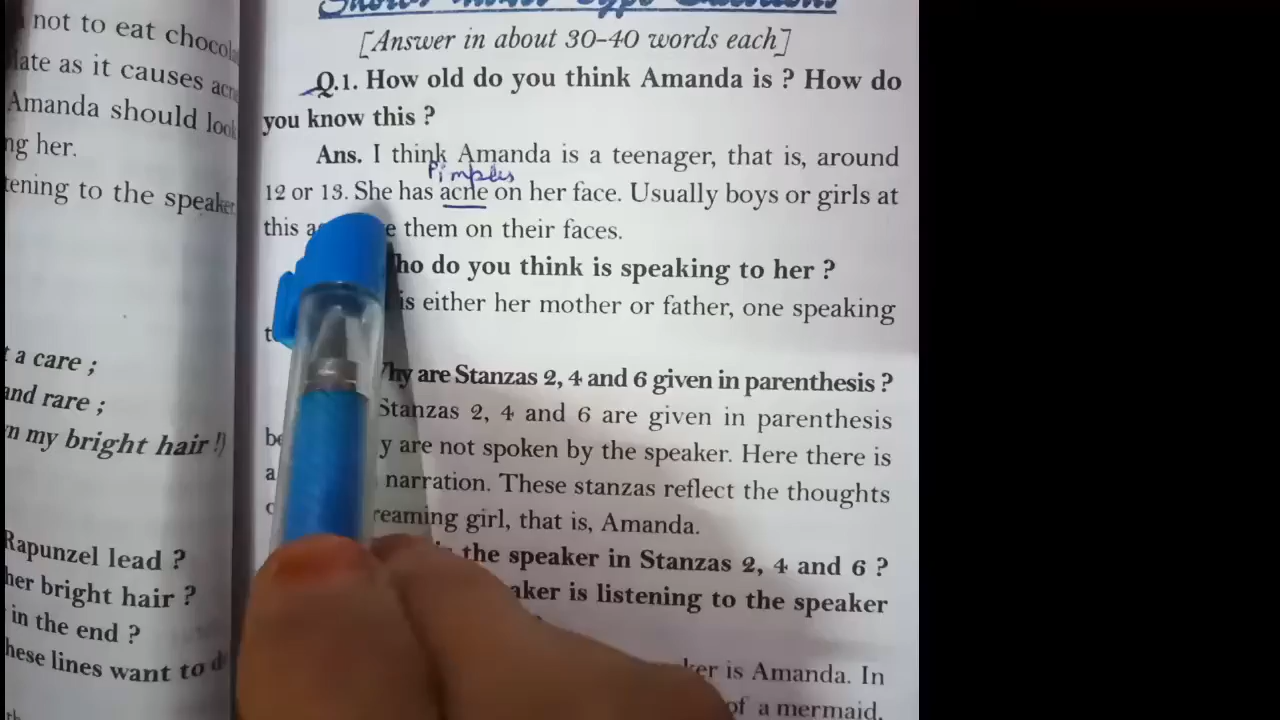 not to eat chocol
late as it causes acn
Amanda should loo
ng her.
tening to the speaker
t a care ;
and rare ;
n my bright hair !)
Rapunzel lead ?
her bright hair ?
in the end ?
hese lines want to d
[Answer in about 30-40 words each]
Q.1. How old do you think Amanda is ? How do
you know this ?
Ans. I think Amanda is a teenager, that is, around
Pimples
12 or 13. She has acne on her face. Usually boys or girls at
this a e them on their faces.
ho do you think is speaking to her ?
is either her mother or father, one speaking
t
hy are Stanzas 2, 4 and 6 given in parenthesis ?
Stanzas 2, 4 and 6 are given in parenthesis
be y are not spoken by the speaker. Here there is
a narration. These stanzas reflect the thoughts
reaming girl, that is, Amanda.
the speaker in Stanzas 2, 4 and 6 ?
aker is listening to the speaker
ker is Amanda. In
of a mermaid,